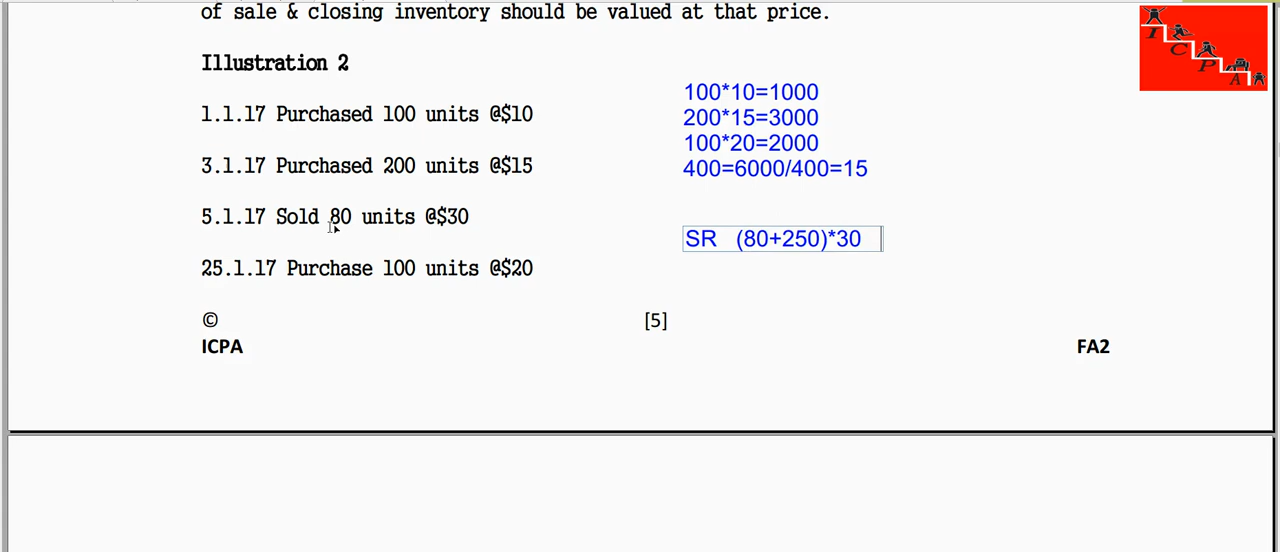 of sale & closing inventory should be valued at that price.
Illustration 2
1.1.17 Purchased 100 units @$10
3.1.17 Purchased 200 units @$15
5.1.17 Sold 80 units @$30
25.1.17 Purchase 100 units @$20
100*10=1000
200*15=3000
100*20=2000
400=6000/400=15
SR (80+250)*30
© [5]
ICPA FA2
I
C
P
A